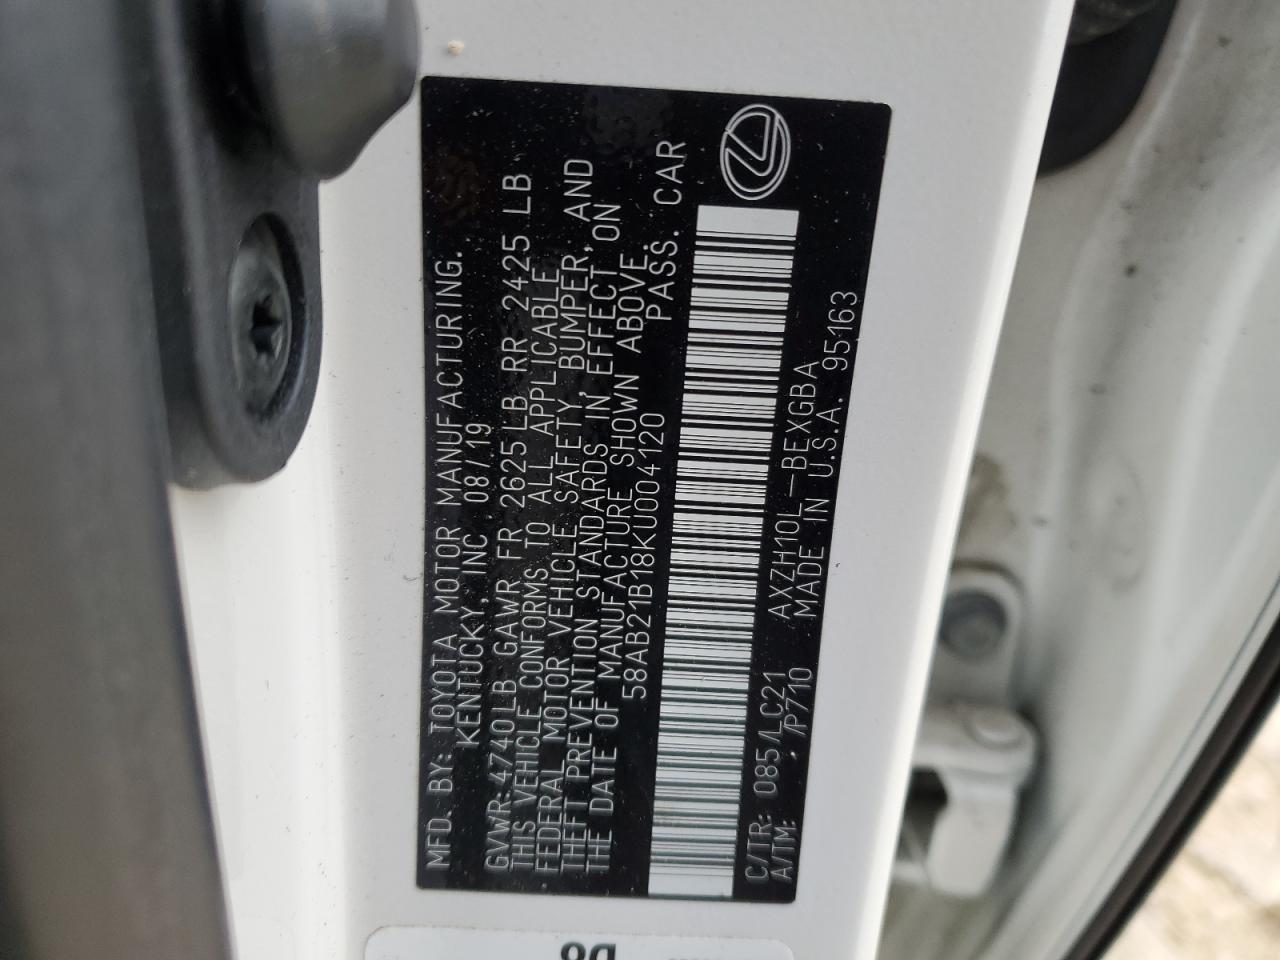 MFD. BY: TOYOTA MOTOR MANUFACTURING.
KENTUCKY, INC 08/19
GVWR 4740LB GAWR FR 2625 LB RR 2425 LB
THIS VEHICLE CONFORMS TO ALL APPLICABLE
FEDERAL MOTOR VEHICLE SAFETY, BUMPER, AND
THEFT PREVENTION STANDARDS IN EFFECT ON
THE DATE OF MANUFACTURE SHOWN ABOVE.
58AB21B18KU004120 PASS. CAR
C/TR: 085/LC21 AXZH10L-BEXGBA
A/TM: /P710 MADE IN U.S.A. 95163